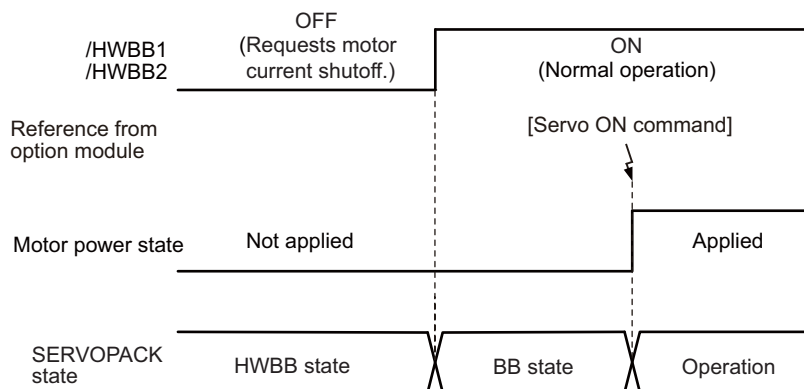 OFF
(Requests motor
current shutoff.)
/HWBB1
/HWBB2
ON
(Normal operation)
Reference from
option module
[Servo ON command]
Motor power state
Not applied
Applied
SERVOPACK
state
HWBB state
BB state
Operation